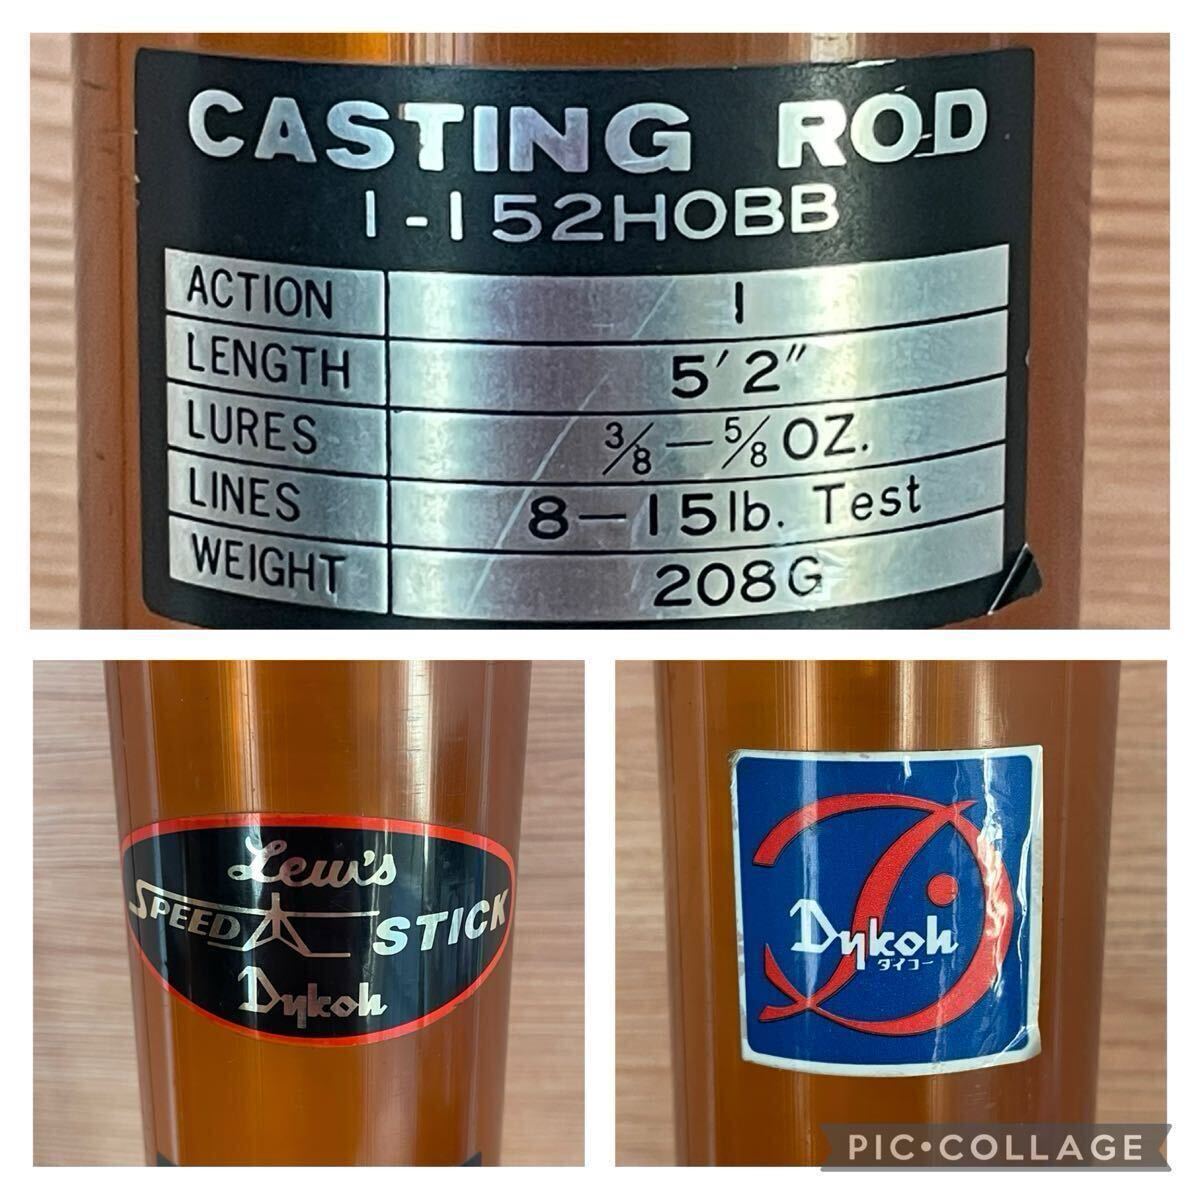 CASTING ROD
1-152HOBB
ACTION 1
LENGTH 5'2"
LURES 3/8-5/8 OZ.
LINES 8-15lb. Test
WEIGHT 208G
Lew's
SPEED STICK
Dykoh
Dykoh
ダイコー
PIC•COLLAGE